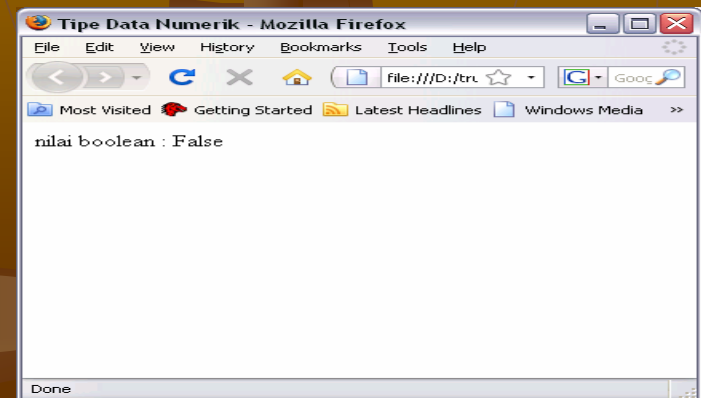 Tipe Data Numerik - Mozilla Firefox
File Edit View History Bookmarks Tools Help
file:///D:/tru Goog
Most Visited Getting Started Latest Headlines Windows Media »
nilai boolean : False
Done